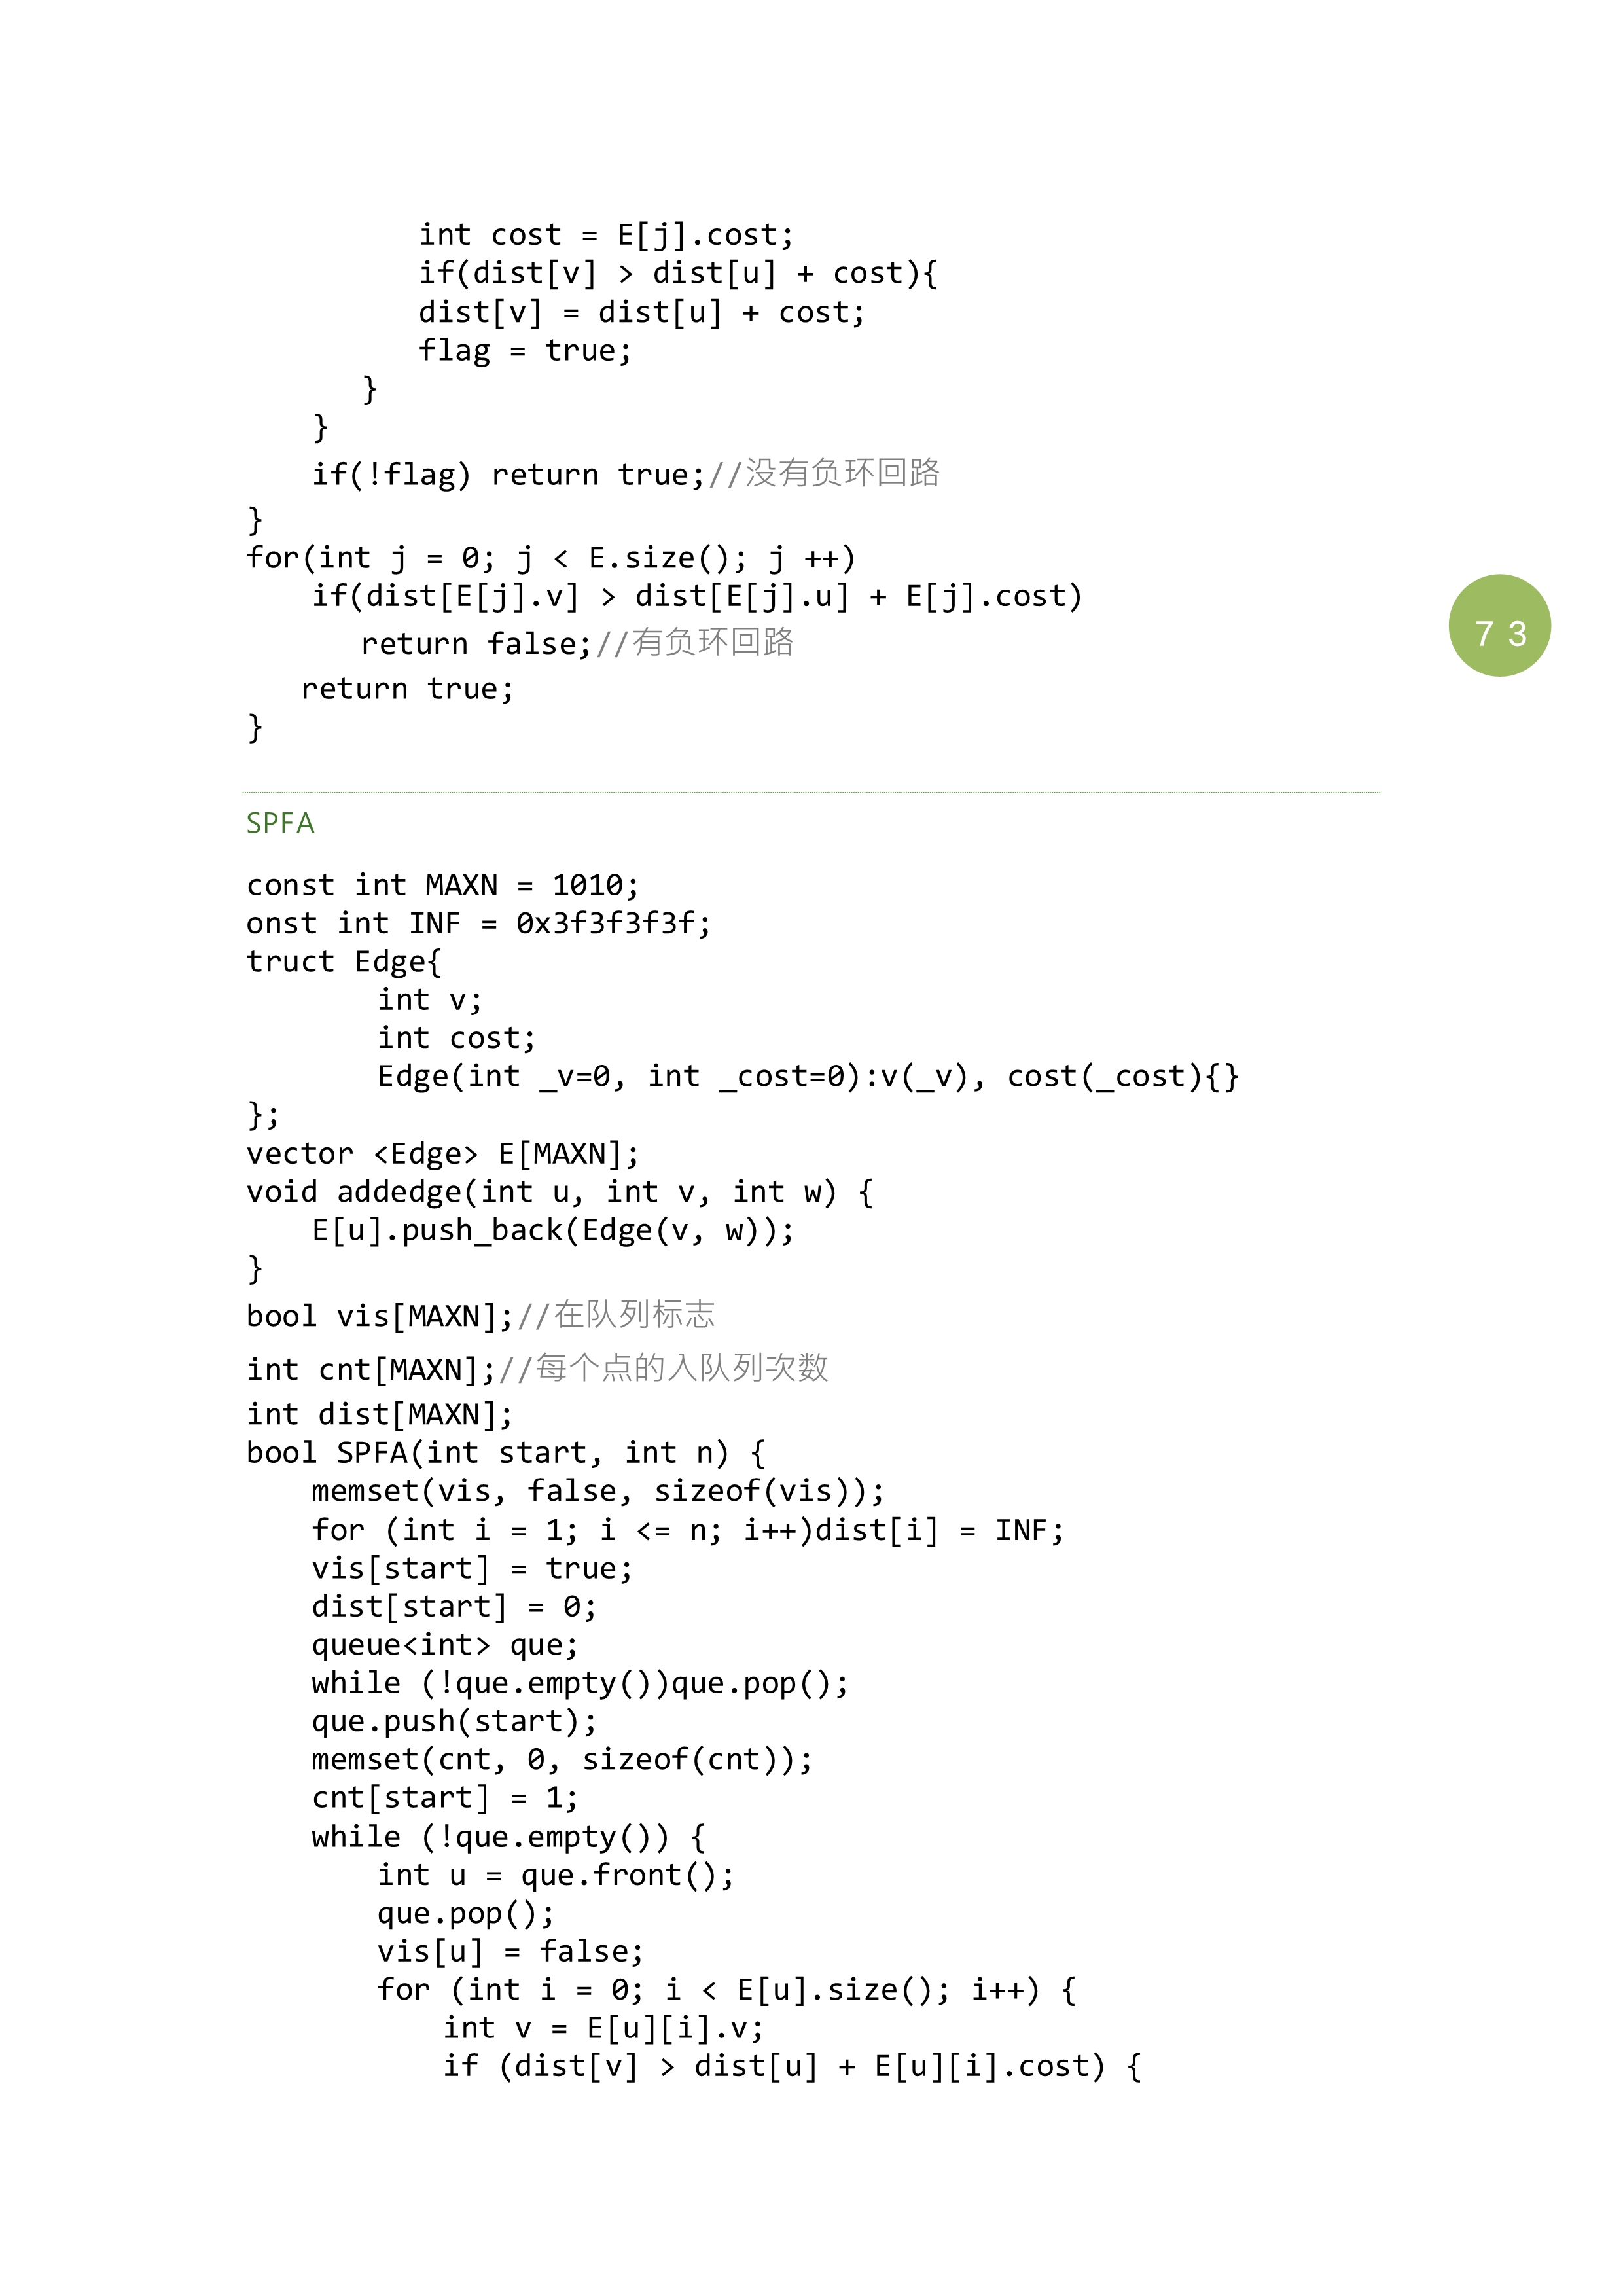 int cost = E[j].cost;
if(dist[v] > dist[u] + cost){
dist[v] = dist[u] + cost;
flag = true;
}
}
if(!flag) return true;//没有负环回路
}
for(int j = 0; j < E.size(); j ++)
if(dist[E[j].v] > dist[E[j].u] + E[j].cost)
return false;//有负环回路
73
return true;
}
SPFA
const int MAXN = 1010;
onst int INF = 0x3f3f3f3f;
truct Edge{
int v;
int cost;
Edge(int _v=0, int _cost=0):v(_v), cost(_cost){}
};
vector <Edge> E[MAXN];
void addedge(int u, int v, int w) {
E[u].push_back(Edge(v, w));
}
bool vis[MAXN];//在队列标志
int cnt[MAXN];//每个点的入队列次数
int dist[MAXN];
bool SPFA(int start, int n) {
memset(vis, false, sizeof(vis));
for (int i = 1; i <= n; i++)dist[i] = INF;
vis[start] = true;
dist[start] = 0;
queue<int> que;
while (!que.empty())que.pop();
que.push(start);
memset(cnt, 0, sizeof(cnt));
cnt[start] = 1;
while (!que.empty()) {
int u = que.front();
que.pop();
vis[u] = false;
for (int i = 0; i < E[u].size(); i++) {
int v = E[u][i].v;
if (dist[v] > dist[u] + E[u][i].cost) {